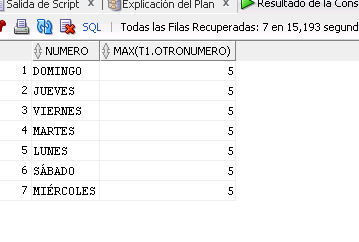 Salida de Script × Explicación del Plan × Resultado de la Cons
SQL | Todas las Filas Recuperadas: 7 en 15,193 segund
NUMERO MAX(T1.OTRONUMERO)
1 DOMINGO 5
2 JUEVES 5
3 VIERNES 5
4 MARTES 5
5 LUNES 5
6 SÁBADO 5
7 MIÉRCOLES 5